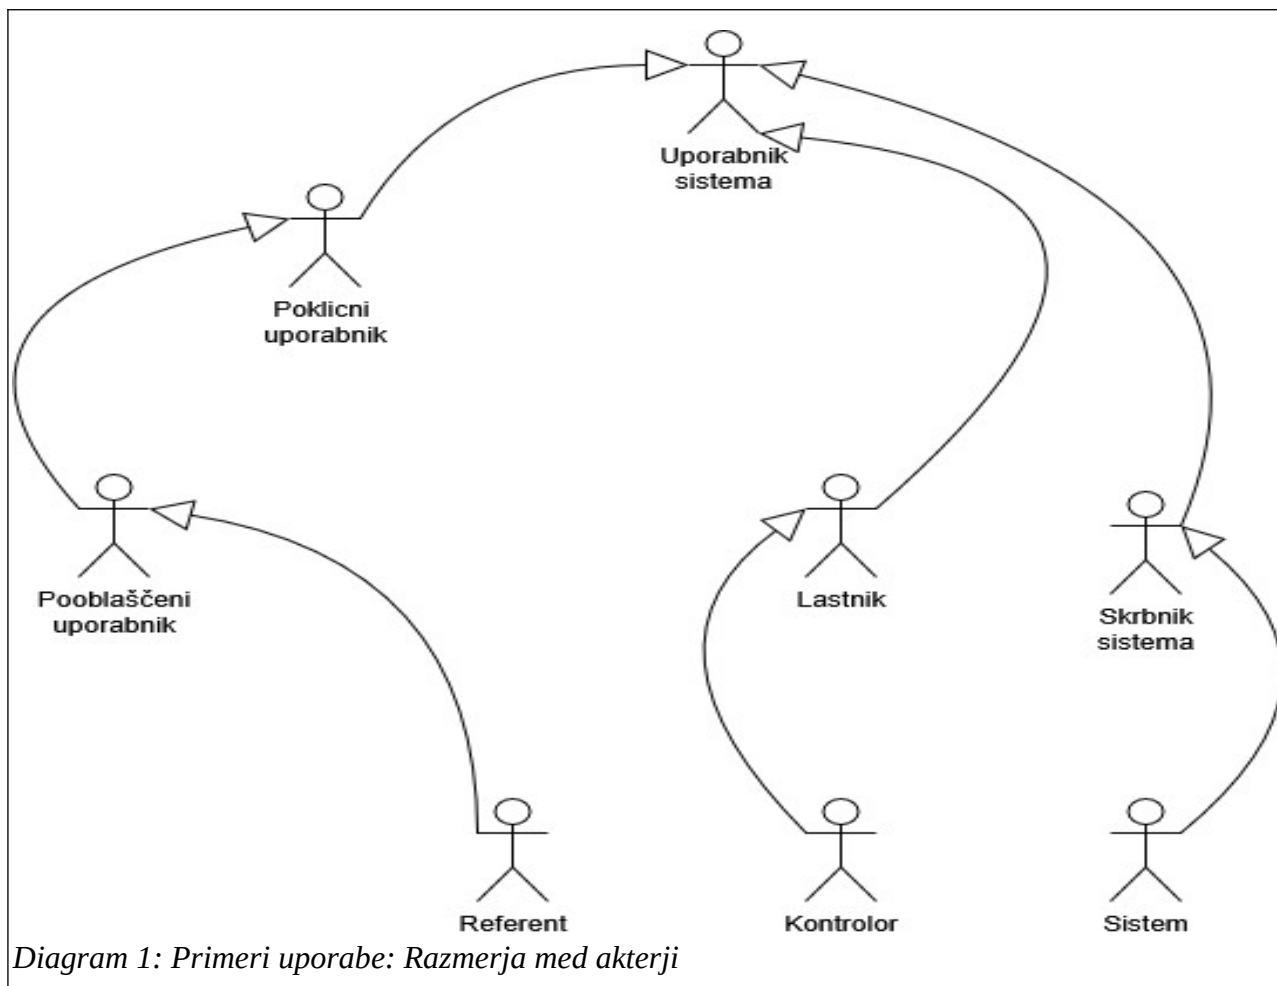 Uporabnik
sistema
Poklicni
uporabnik
Pooblaščeni
uporabnik
Lastnik
Skrbnik
sistema
Referent
Kontrolor
Sistem
Diagram 1: Primeri uporabe: Razmerja med akterji